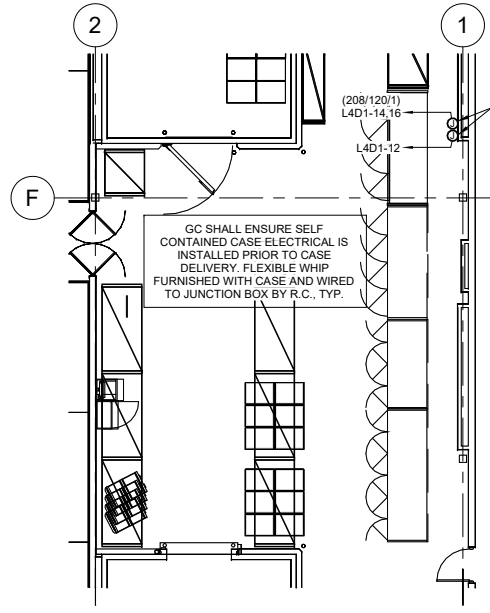 2
1
(208/120/1)
L4D1-14,16
L4D1-12
F
GC SHALL ENSURE SELF
CONTAINED CASE ELECTRICAL IS
INSTALLED PRIOR TO CASE
DELIVERY. FLEXIBLE WHIP
FURNISHED WITH CASE AND WIRED
TO JUNCTION BOX BY R.C., TYP.